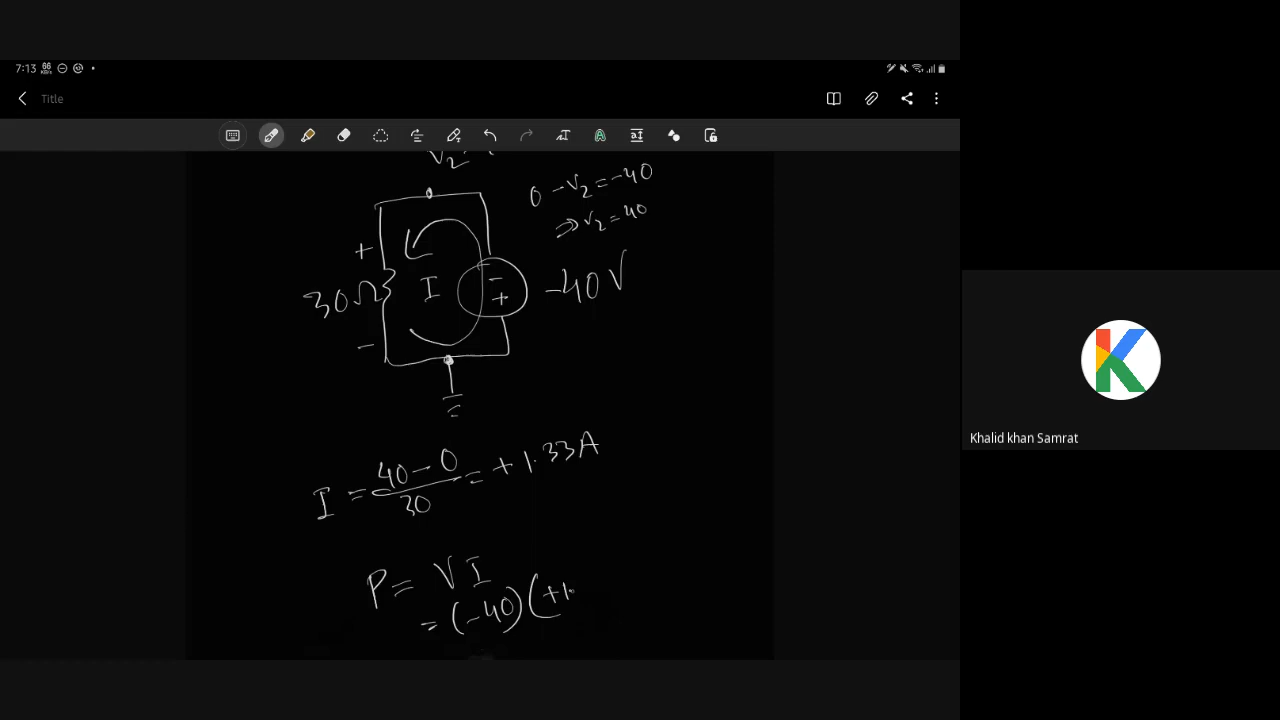 7:13
Title
0 - V₂ = -40
⇒ V₂ = 40
+
30Ω
I
-
+
-40 V
-
I = (40 - 0)/30 = +1.33A
P = VI
= (-40)(+1.
K
Khalid khan Samrat